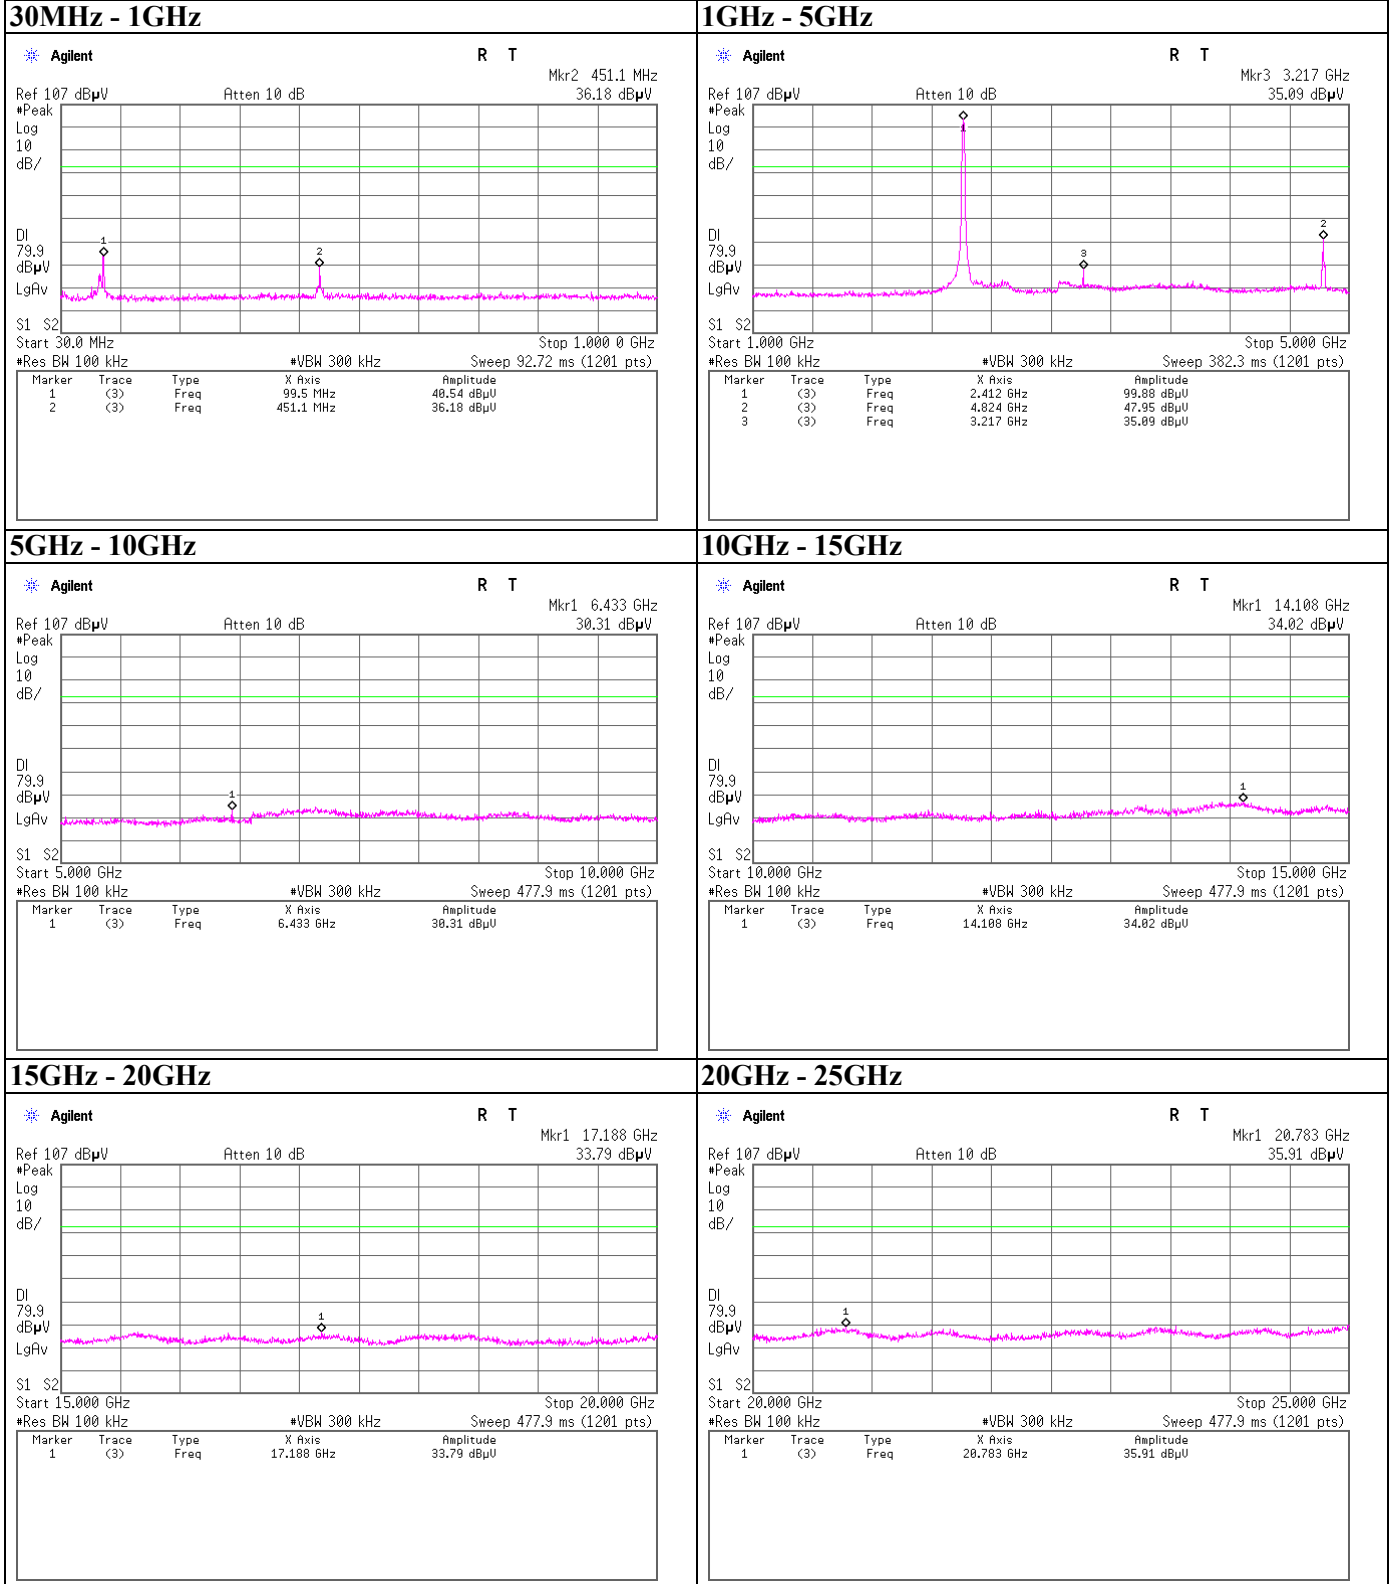 30MHz - 1GHz
Agilent R T
Mkr2 451.1 MHz
Ref 107 dBµV Atten 10 dB 36.18 dBµV
#Peak
Log
10
dB/
1
2
DI
79.9
dBµV
LgAv
S1 S2
Start 30.0 MHz Stop 1.000 0 GHz
#Res BW 100 kHz #VBW 300 kHz Sweep 92.72 ms (1201 pts)
Marker Trace Type X Axis Amplitude
1 (3) Freq 99.5 MHz 40.54 dBµV
2 (3) Freq 451.1 MHz 36.18 dBµV
1GHz - 5GHz
Agilent R T
Mkr3 3.217 GHz
Ref 107 dBµV Atten 10 dB 35.09 dBµV
#Peak
Log
10
dB/
1
2
3
DI
79.9
dBµV
LgAv
S1 S2
Start 1.000 GHz Stop 5.000 GHz
#Res BW 100 kHz #VBW 300 kHz Sweep 382.3 ms (1201 pts)
Marker Trace Type X Axis Amplitude
1 (3) Freq 2.412 GHz 99.88 dBµV
2 (3) Freq 4.824 GHz 47.95 dBµV
3 (3) Freq 3.217 GHz 35.09 dBµV
5GHz - 10GHz
Agilent R T
Mkr1 6.433 GHz
Ref 107 dBµV Atten 10 dB 30.31 dBµV
#Peak
Log
10
dB/
1
DI
79.9
dBµV
LgAv
S1 S2
Start 5.000 GHz Stop 10.000 GHz
#Res BW 100 kHz #VBW 300 kHz Sweep 477.9 ms (1201 pts)
Marker Trace Type X Axis Amplitude
1 (3) Freq 6.433 GHz 30.31 dBµV
10GHz - 15GHz
Agilent R T
Mkr1 14.108 GHz
Ref 107 dBµV Atten 10 dB 34.02 dBµV
#Peak
Log
10
dB/
1
DI
79.9
dBµV
LgAv
S1 S2
Start 10.000 GHz Stop 15.000 GHz
#Res BW 100 kHz #VBW 300 kHz Sweep 477.9 ms (1201 pts)
Marker Trace Type X Axis Amplitude
1 (3) Freq 14.108 GHz 34.02 dBµV
15GHz - 20GHz
Agilent R T
Mkr1 17.188 GHz
Ref 107 dBµV Atten 10 dB 33.79 dBµV
#Peak
Log
10
dB/
1
DI
79.9
dBµV
LgAv
S1 S2
Start 15.000 GHz Stop 20.000 GHz
#Res BW 100 kHz #VBW 300 kHz Sweep 477.9 ms (1201 pts)
Marker Trace Type X Axis Amplitude
1 (3) Freq 17.188 GHz 33.79 dBµV
20GHz - 25GHz
Agilent R T
Mkr1 20.783 GHz
Ref 107 dBµV Atten 10 dB 35.91 dBµV
#Peak
Log
10
dB/
1
DI
79.9
dBµV
LgAv
S1 S2
Start 20.000 GHz Stop 25.000 GHz
#Res BW 100 kHz #VBW 300 kHz Sweep 477.9 ms (1201 pts)
Marker Trace Type X Axis Amplitude
1 (3) Freq 20.783 GHz 35.91 dBµV